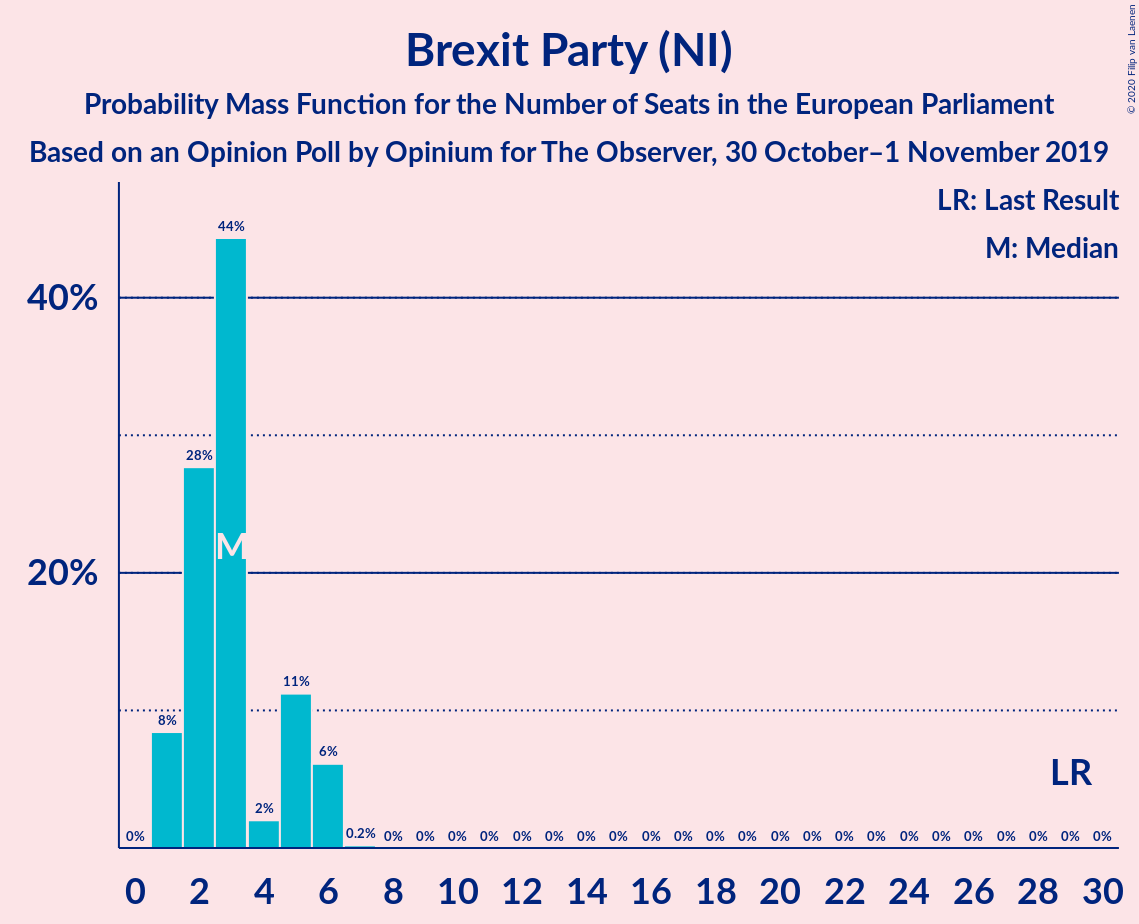 Brexit Party (NI)
Probability Mass Function for the Number of Seats in the European Parliament
Based on an Opinion Poll by Opinium for The Observer, 30 October–1 November 2019
© 2020 Filip van Laenen
LR: Last Result
M: Median
40%
20%
0% 8% 28% 44% 2% 11% 6% 0.2% 0% 0% 0% 0% 0% 0% 0% 0% 0% 0% 0% 0% 0% 0% 0% 0% 0% 0% 0% 0% 0% 0% 0%
M
LR
0 2 4 6 8 10 12 14 16 18 20 22 24 26 28 30